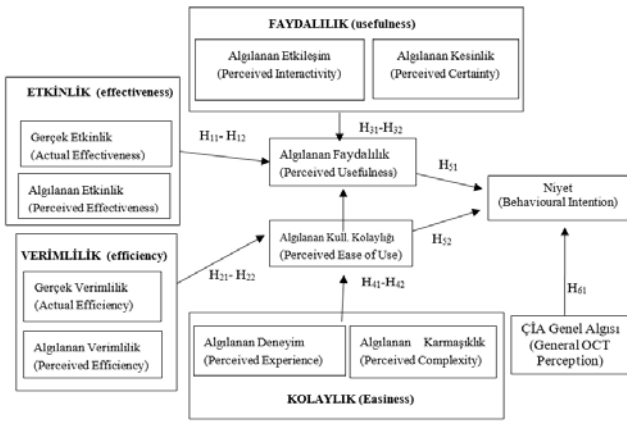 FAYDALILIK (usefulness)
Algılanan Etkileşim
(Perceived Interactivity)
Algılanan Kesinlik
(Perceived Certainty)
ETKİNLİK (effectiveness)
Gerçek Etkinlik
(Actual Effectiveness)
Algılanan Etkinlik
(Perceived Effectiveness)
H11- H12
H31-H32
Algılanan Faydalılık
(Perceived Usefulness)
H51
Niyet
(Behavioural Intention)
Algılanan Kull. Kolaylığı
(Perceived Ease of Use)
H52
VERİMLİLİK (efficiency)
Gerçek Verimlilik
(Actual Efficiency)
Algılanan Verimlilik
(Perceived Efficiency)
H21- H22
H41-H42
H61
Algılanan Deneyim
(Perceived Experience)
Algılanan Karmaşıklık
(Perceived Complexity)
KOLAYLIK (Easiness)
ÇİA Genel Algısı
(General OCT
Perception)